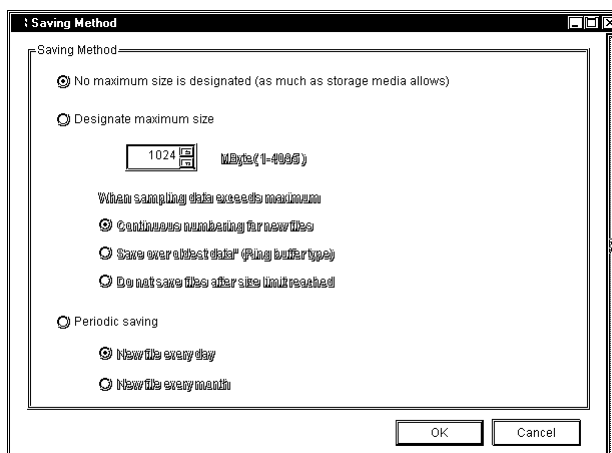 Saving Method
Saving Method
No maximum size is designated (as much as storage media allows)
Designate maximum size
1024 MByte(1-4095)
When sampling data exceeds maximum
Continuous numbering for new files
Save over oldest data" (Ring buffer type)
Do not save files after size limit reached
Periodic saving
New file every day
New file every month
OK Cancel